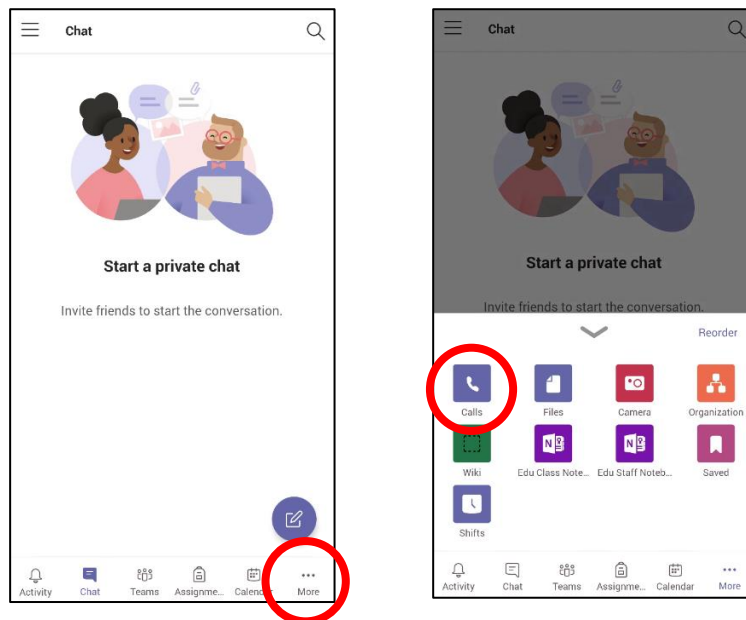 Chat
Start a private chat
Invite friends to start the conversation.
Activity Chat Teams Assignme... Calendar More
Chat
Start a private chat
Invite friends to start the conversation.
Reorder
Calls Files Camera Organization
Wiki Edu Class Note... Edu Staff Noteb... Saved
Shifts
Activity Chat Teams Assignme... Calendar More